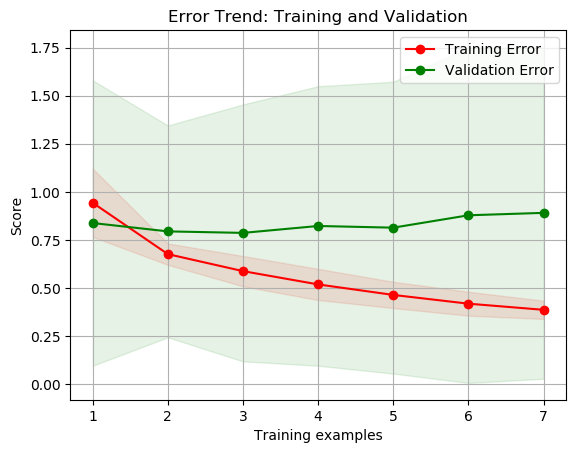 Error Trend: Training and Validation
Training Error
Validation Error
Score
1.75
1.50
1.25
1.00
0.75
0.50
0.25
0.00
1 2 3 4 5 6 7
Training examples